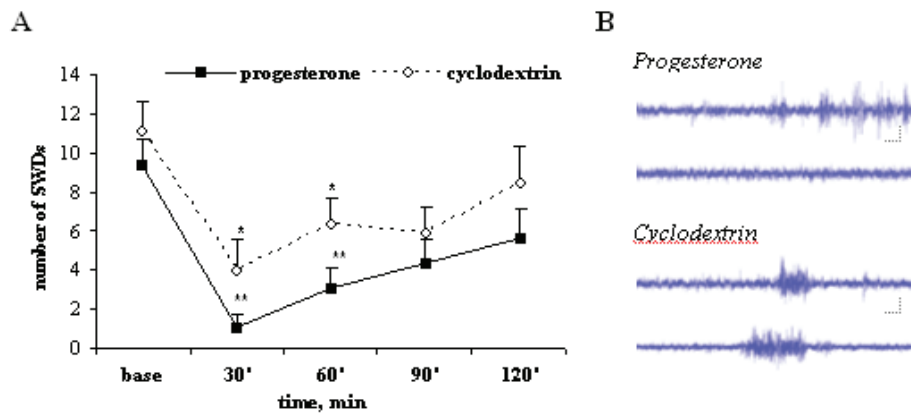 A
B
progesterone cyclodextrin
14
12
10
8
6
4
2
0
number of SWDs
*
*
**
**
base 30' 60' 90' 120'
time, min
Progesterone
Cyclodextrin